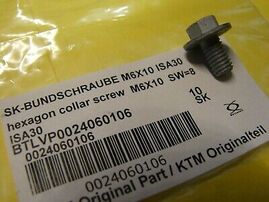 SK-BUNDSCHRAUBE M6X10 ISA30
hexagon collar screw M6X10 SW=8
ISA30
BTLVP0024060106
0024060106
10
SK
0024060106
Original Part / KTM Originalteil